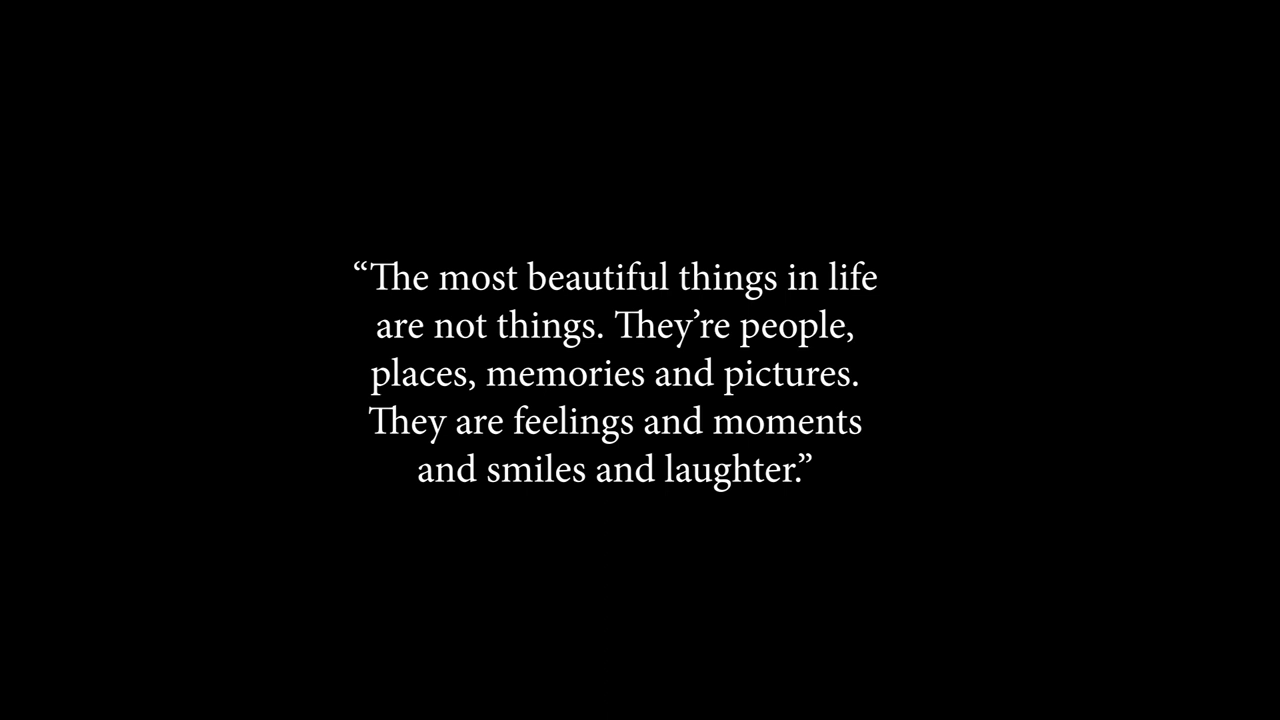 “The most beautiful things in life
are not things. They’re people,
places, memories and pictures.
They are feelings and moments
and smiles and laughter.”